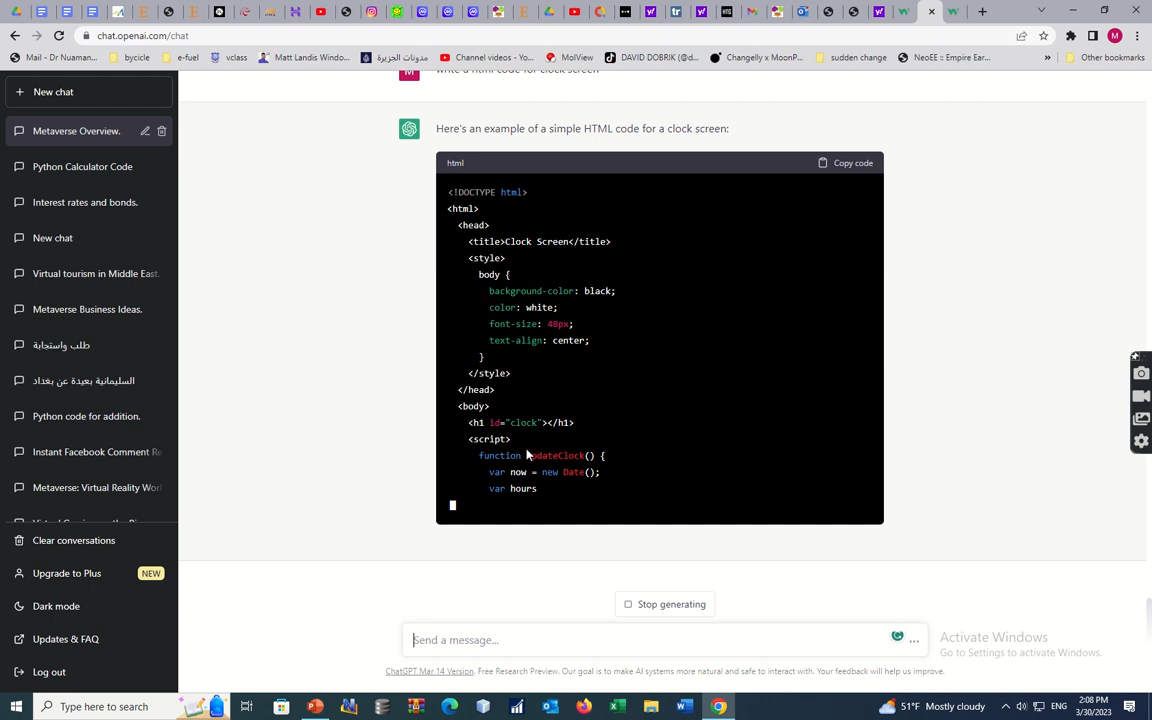 chat.openai.com/chat
Mail - Dr Nuaman...
bycicle
e-fuel
vclass
Matt Landis Windo...
مدونات الجزيرة
Channel videos - Yo...
MolView
DAVID DOBRIK (@d...
Changelly x MoonP...
sudden change
NeoEE :: Empire Ear...
»
Other bookmarks
+ New chat
Metaverse Overview.
Python Calculator Code
Interest rates and bonds.
New chat
Virtual tourism in Middle East.
Metaverse Business Ideas.
طلب واستجابة
السليمانية بعيدة عن بغداد
Python code for addition.
Instant Facebook Comment Re
Metaverse: Virtual Reality Worl
Clear conversations
Upgrade to Plus NEW
Dark mode
Updates & FAQ
Log out
M write a html code for clock screen
Here's an example of a simple HTML code for a clock screen:
html Copy code
<!DOCTYPE html>
<html>
<head>
<title>Clock Screen</title>
<style>
body {
background-color: black;
color: white;
font-size: 48px;
text-align: center;
}
</style>
</head>
<body>
<h1 id="clock"></h1>
<script>
function updateClock() {
var now = new Date();
var hours
Stop generating
Send a message...
Activate Windows
Go to Settings to activate Windows.
ChatGPT Mar 14 Version. Free Research Preview. Our goal is to make AI systems more natural and safe to interact with. Your feedback will help us improve.
Type here to search
51°F Mostly cloudy
ENG
2:08 PM
3/30/2023